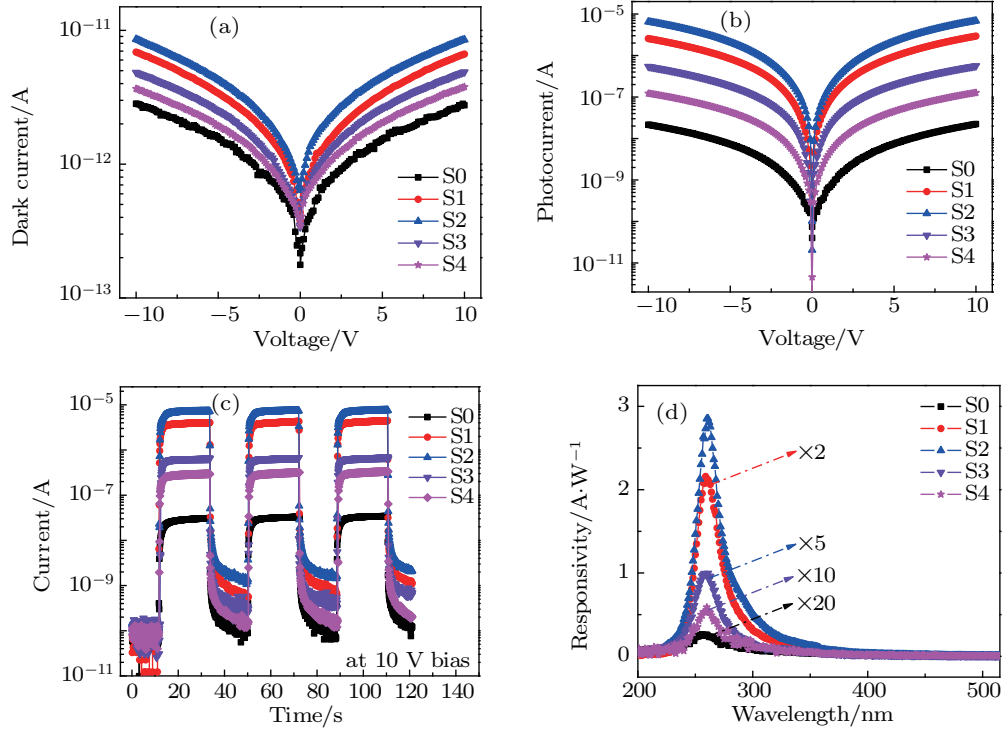 (a)
Dark current/A
10⁻¹¹
10⁻¹²
10⁻¹³
−10
−5
0
5
10
Voltage/V
S0
S1
S2
S3
S4
(b)
Photocurrent/A
10⁻⁵
10⁻⁷
10⁻⁹
10⁻¹¹
−10
−5
0
5
10
Voltage/V
S0
S1
S2
S3
S4
(c)
Current/A
10⁻⁵
10⁻⁷
10⁻⁹
10⁻¹¹
0
20
40
60
80
100
120
140
Time/s
S0
S1
S2
S3
S4
at 10 V bias
(d)
Responsivity/A·W⁻¹
3
2
1
0
200
300
400
500
Wavelength/nm
S0
S1
S2
S3
S4
×2
×5
×10
×20